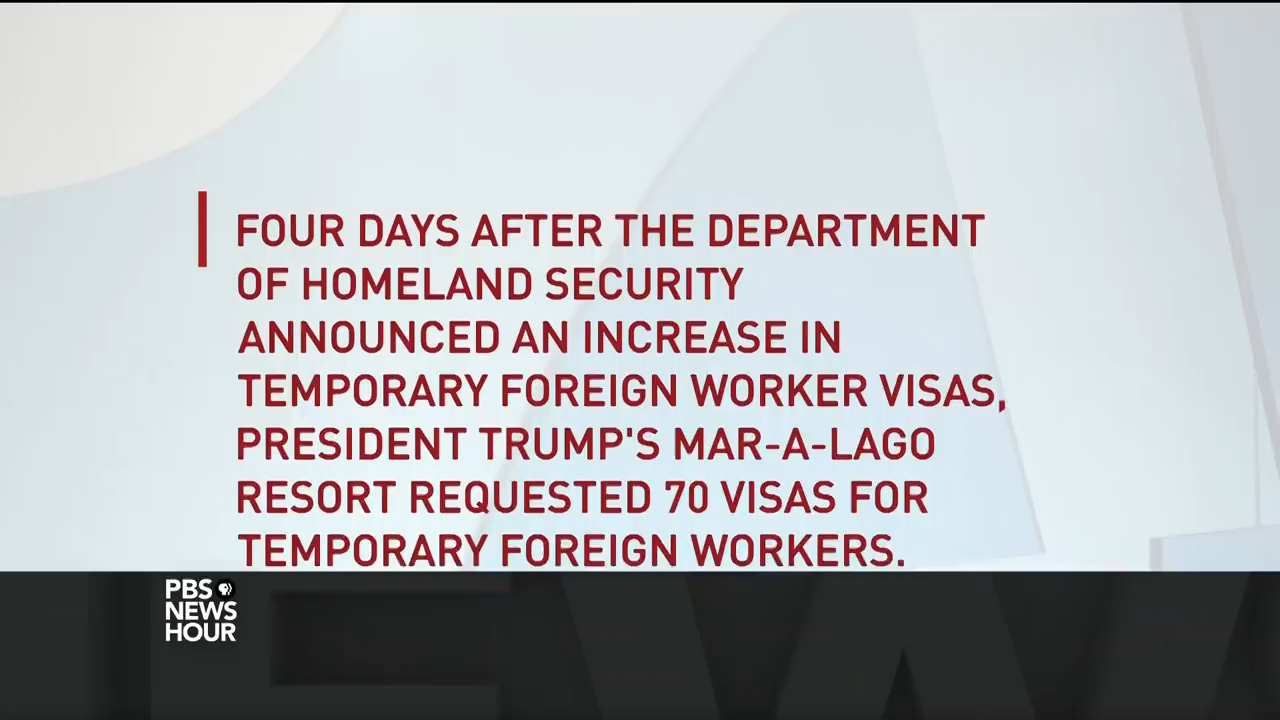 FOUR DAYS AFTER THE DEPARTMENT
OF HOMELAND SECURITY
ANNOUNCED AN INCREASE IN
TEMPORARY FOREIGN WORKER VISAS,
PRESIDENT TRUMP'S MAR-A-LAGO
RESORT REQUESTED 70 VISAS FOR
TEMPORARY FOREIGN WORKERS.
PBS
NEWS
HOUR